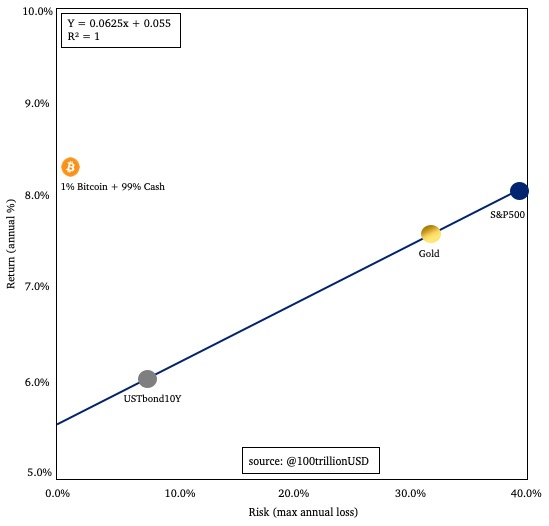 10.0%
Y = 0.0625x + 0.055
R² = 1
9.0%
1% Bitcoin + 99% Cash
8.0%
S&P500
Gold
7.0%
Return (annual %)
6.0%
USTbond10Y
source: @100trillionUSD
5.0%
0.0% 10.0% 20.0% 30.0% 40.0%
Risk (max annual loss)